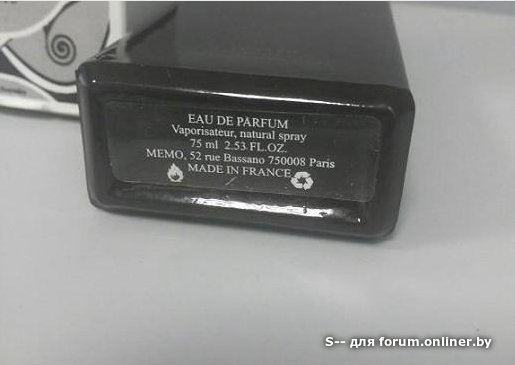 EAU DE PARFUM
Vaporisateur, natural spray
75 ml 2.53 FL.OZ.
MEMO, 52 rue Bassano 750008 Paris
MADE IN FRANCE
S-- для forum.onliner.by